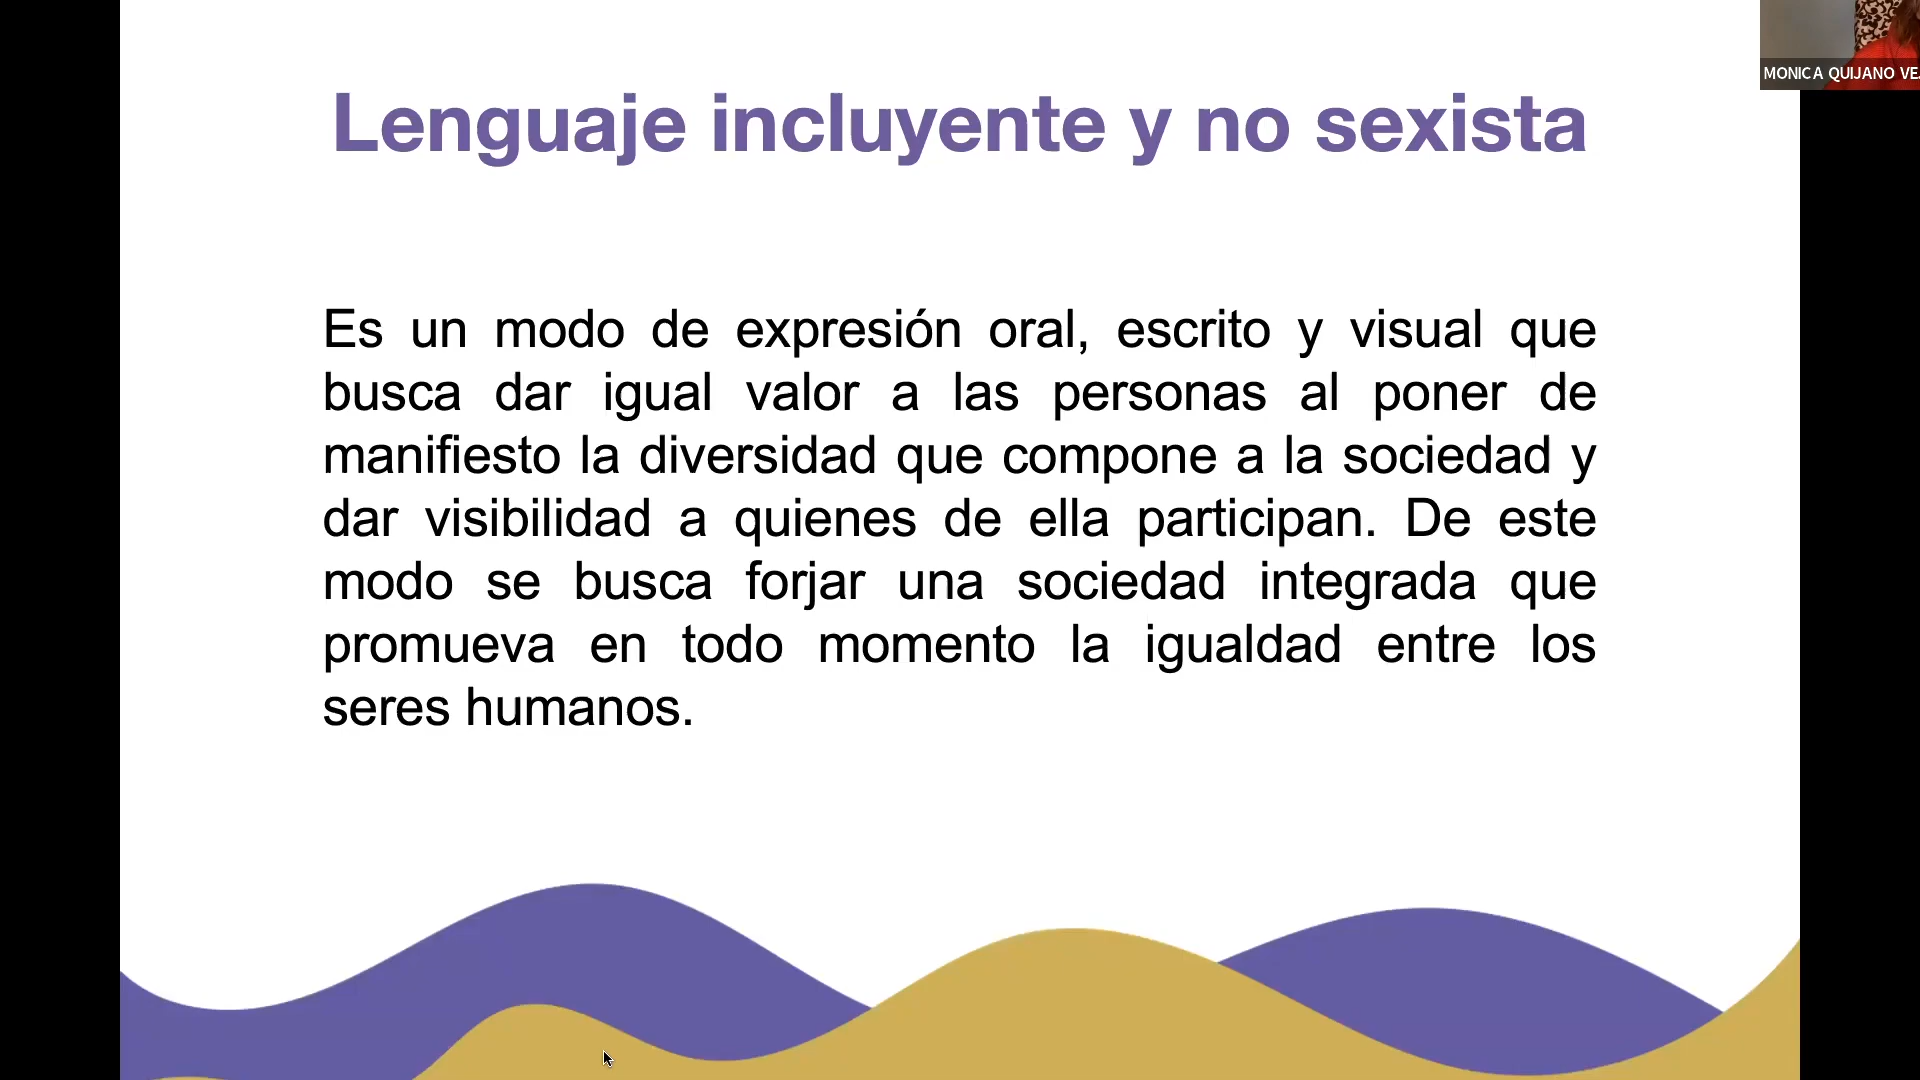 MONICA QUIJANO VE
Lenguaje incluyente y no sexista
Es un modo de expresión oral, escrito y visual que
busca dar igual valor a las personas al poner de
manifiesto la diversidad que compone a la sociedad y
dar visibilidad a quienes de ella participan. De este
modo se busca forjar una sociedad integrada que
promueva en todo momento la igualdad entre los
seres humanos.